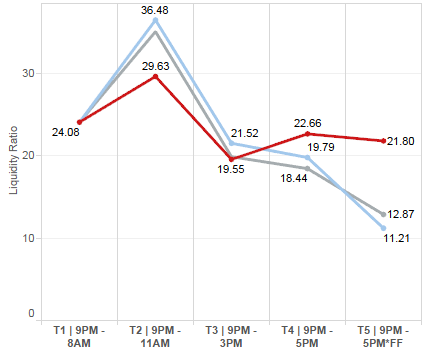 36.48
29.63
30
24.08
22.66
21.52
21.80
20
19.79
19.55
18.44
12.87
11.21
10
0
Liquidity Ratio
T1 | 9PM -
8AM
T2 | 9PM -
11AM
T3 | 9PM -
3PM
T4 | 9PM -
5PM
T5 | 9PM -
5PM*FF